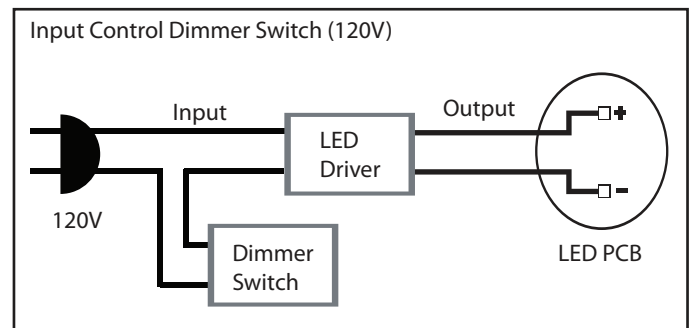 Input Control Dimmer Switch (120V)
Input
Output
LED
Driver
+
-
120V
Dimmer
Switch
LED PCB